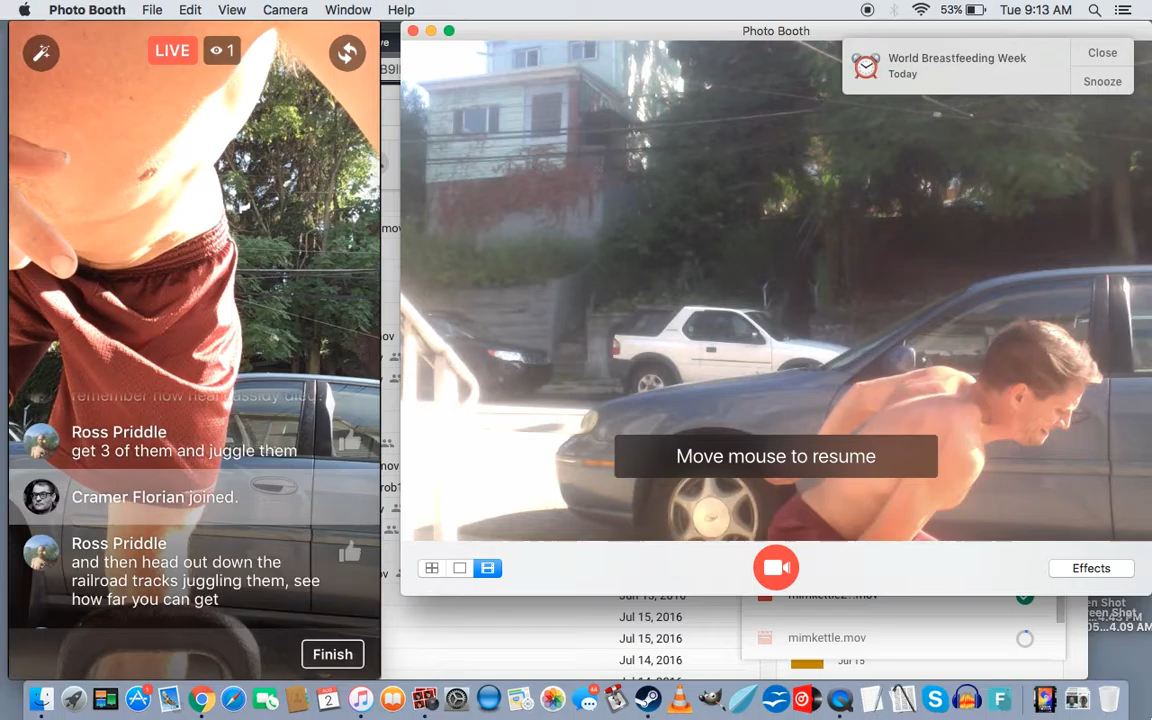 Photo Booth File Edit View Camera Window Help
53% Tue 9:13 AM
LIVE 1
Photo Booth
World Breastfeeding Week
Today
Close
Snooze
Ross Priddle
get 3 of them and juggle them
Cramer Florian joined.
Ross Priddle
and then head out down the
railroad tracks juggling them, see
how far you can get
Finish
Move mouse to resume
Effects
Jul 15, 2016
Jul 15, 2016
Jul 14, 2016
mimkettle.mov
Jul 15